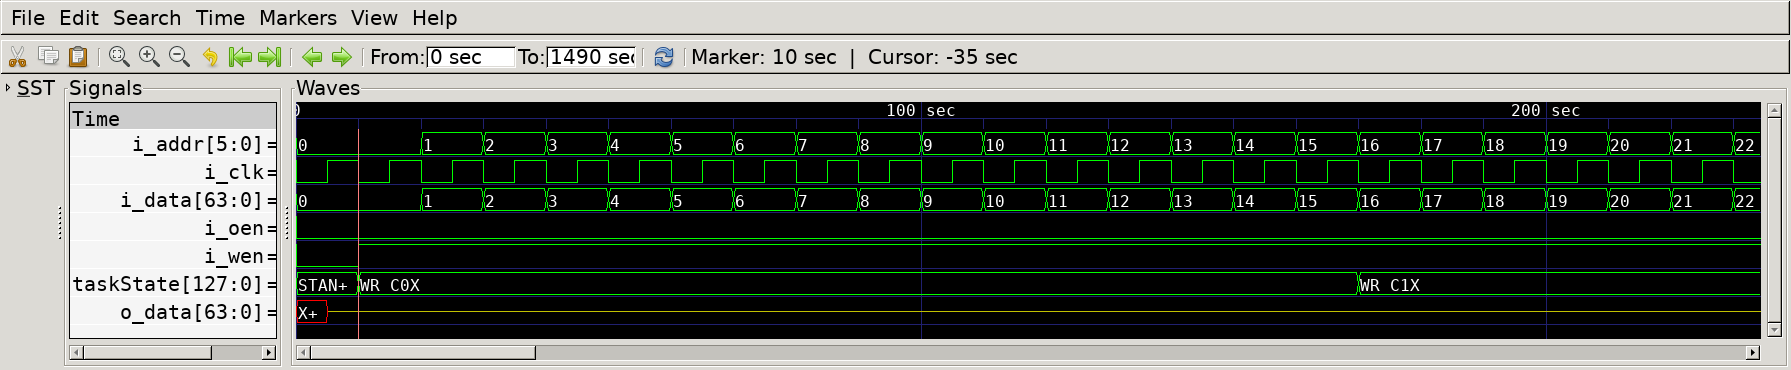 File Edit Search Time Markers View Help
From: 0 sec To: 1490 sec Marker: 10 sec | Cursor: -35 sec
SST Signals Waves
Time 0 100 sec 200 sec
i_addr[5:0]= 0 1 2 3 4 5 6 7 8 9 10 11 12 13 14 15 16 17 18 19 20 21 22
i_clk=
i_data[63:0]= 0 1 2 3 4 5 6 7 8 9 10 11 12 13 14 15 16 17 18 19 20 21 22
i_oen=
i_wen=
taskState[127:0]= STAN+ WR C0X WR C1X
o_data[63:0]= X+